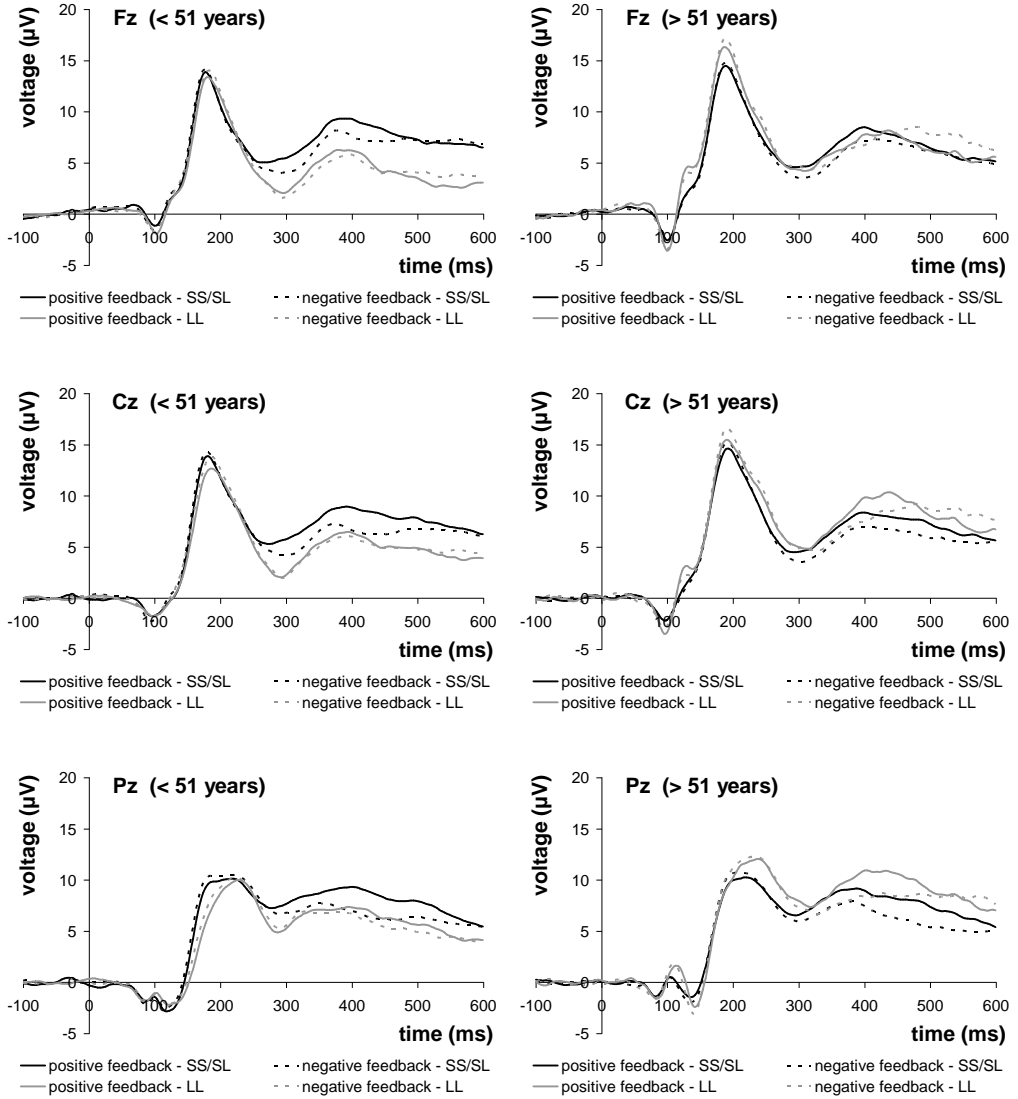 Fz (< 51 years)
voltage (µV)
20
15
10
5
0
-5
-100 0 100 200 300 400 500 600
time (ms)
positive feedback - SS/SL negative feedback - SS/SL
positive feedback - LL negative feedback - LL
Fz (> 51 years)
voltage (µV)
20
15
10
5
0
-5
-100 0 100 200 300 400 500 600
time (ms)
positive feedback - SS/SL negative feedback - SS/SL
positive feedback - LL negative feedback - LL
Cz (< 51 years)
voltage (µV)
20
15
10
5
0
-5
-100 0 100 200 300 400 500 600
time (ms)
positive feedback - SS/SL negative feedback - SS/SL
positive feedback - LL negative feedback - LL
Cz (> 51 years)
voltage (µV)
20
15
10
5
0
-5
-100 0 100 200 300 400 500 600
time (ms)
positive feedback - SS/SL negative feedback - SS/SL
positive feedback - LL negative feedback - LL
Pz (< 51 years)
voltage (µV)
20
15
10
5
0
-5
-100 0 100 200 300 400 500 600
time (ms)
positive feedback - SS/SL negative feedback - SS/SL
positive feedback - LL negative feedback - LL
Pz (> 51 years)
voltage (µV)
20
15
10
5
0
-5
-100 0 100 200 300 400 500 600
time (ms)
positive feedback - SS/SL negative feedback - SS/SL
positive feedback - LL negative feedback - LL